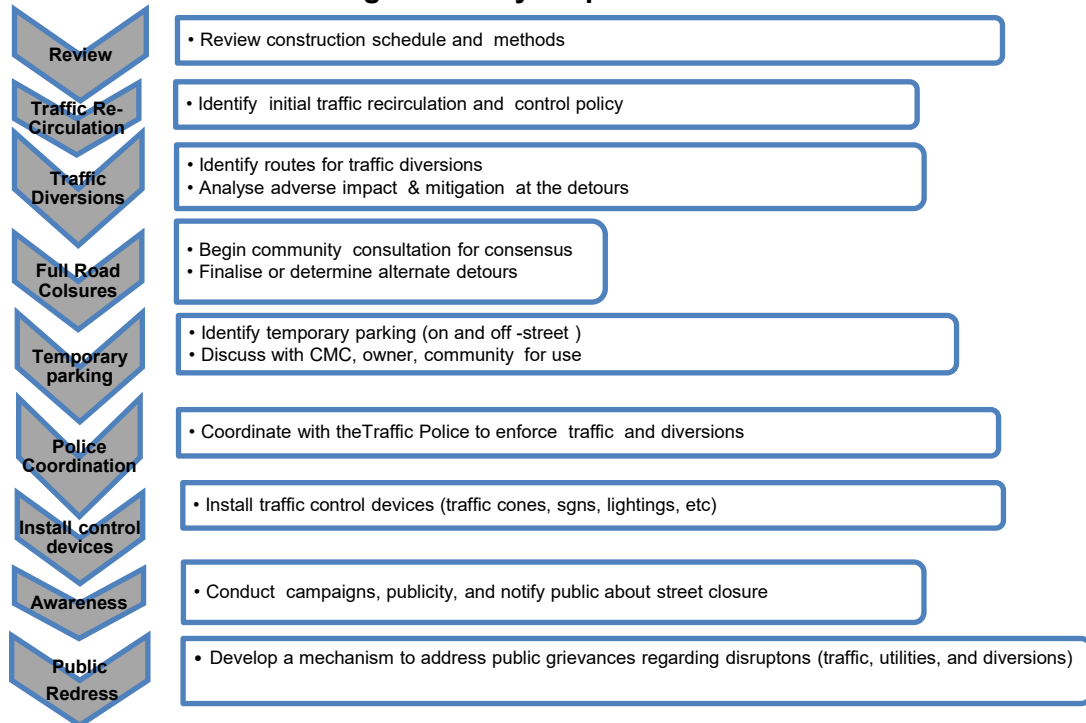 Review
• Review construction schedule and methods
Traffic Re-
Circulation
• Identify initial traffic recirculation and control policy
Traffic
Diversions
• Identify routes for traffic diversions
• Analyse adverse impact & mitigation at the detours
Full Road
Colsures
• Begin community consultation for consensus
• Finalise or determine alternate detours
Temporary
parking
• Identify temporary parking (on and off -street )
• Discuss with CMC, owner, community for use
Police
Coordination
• Coordinate with theTraffic Police to enforce traffic and diversions
Install control
devices
• Install traffic control devices (traffic cones, sgns, lightings, etc)
Awareness
• Conduct campaigns, publicity, and notify public about street closure
Public
Redress
• Develop a mechanism to address public grievances regarding disruptons (traffic, utilities, and diversions)